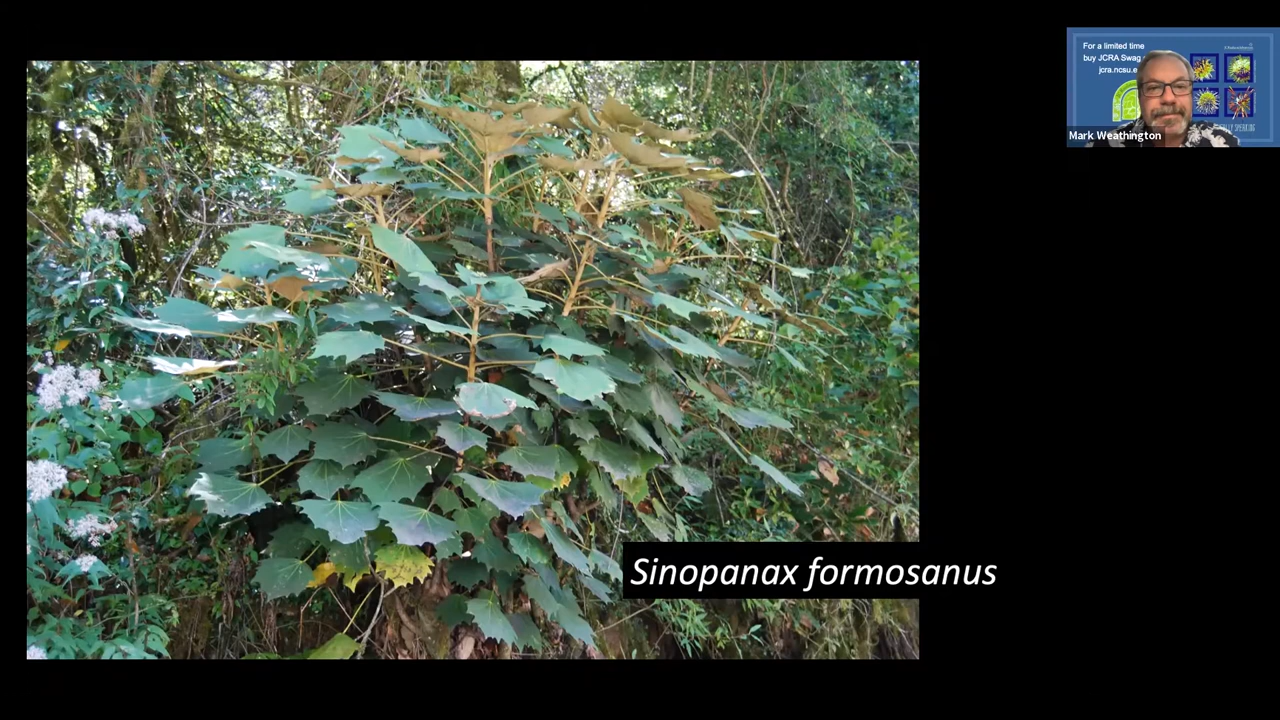 For a limited time
buy JCRA Swag
jcra.ncsu.e
Mark Weathington
Sinopanax formosanus